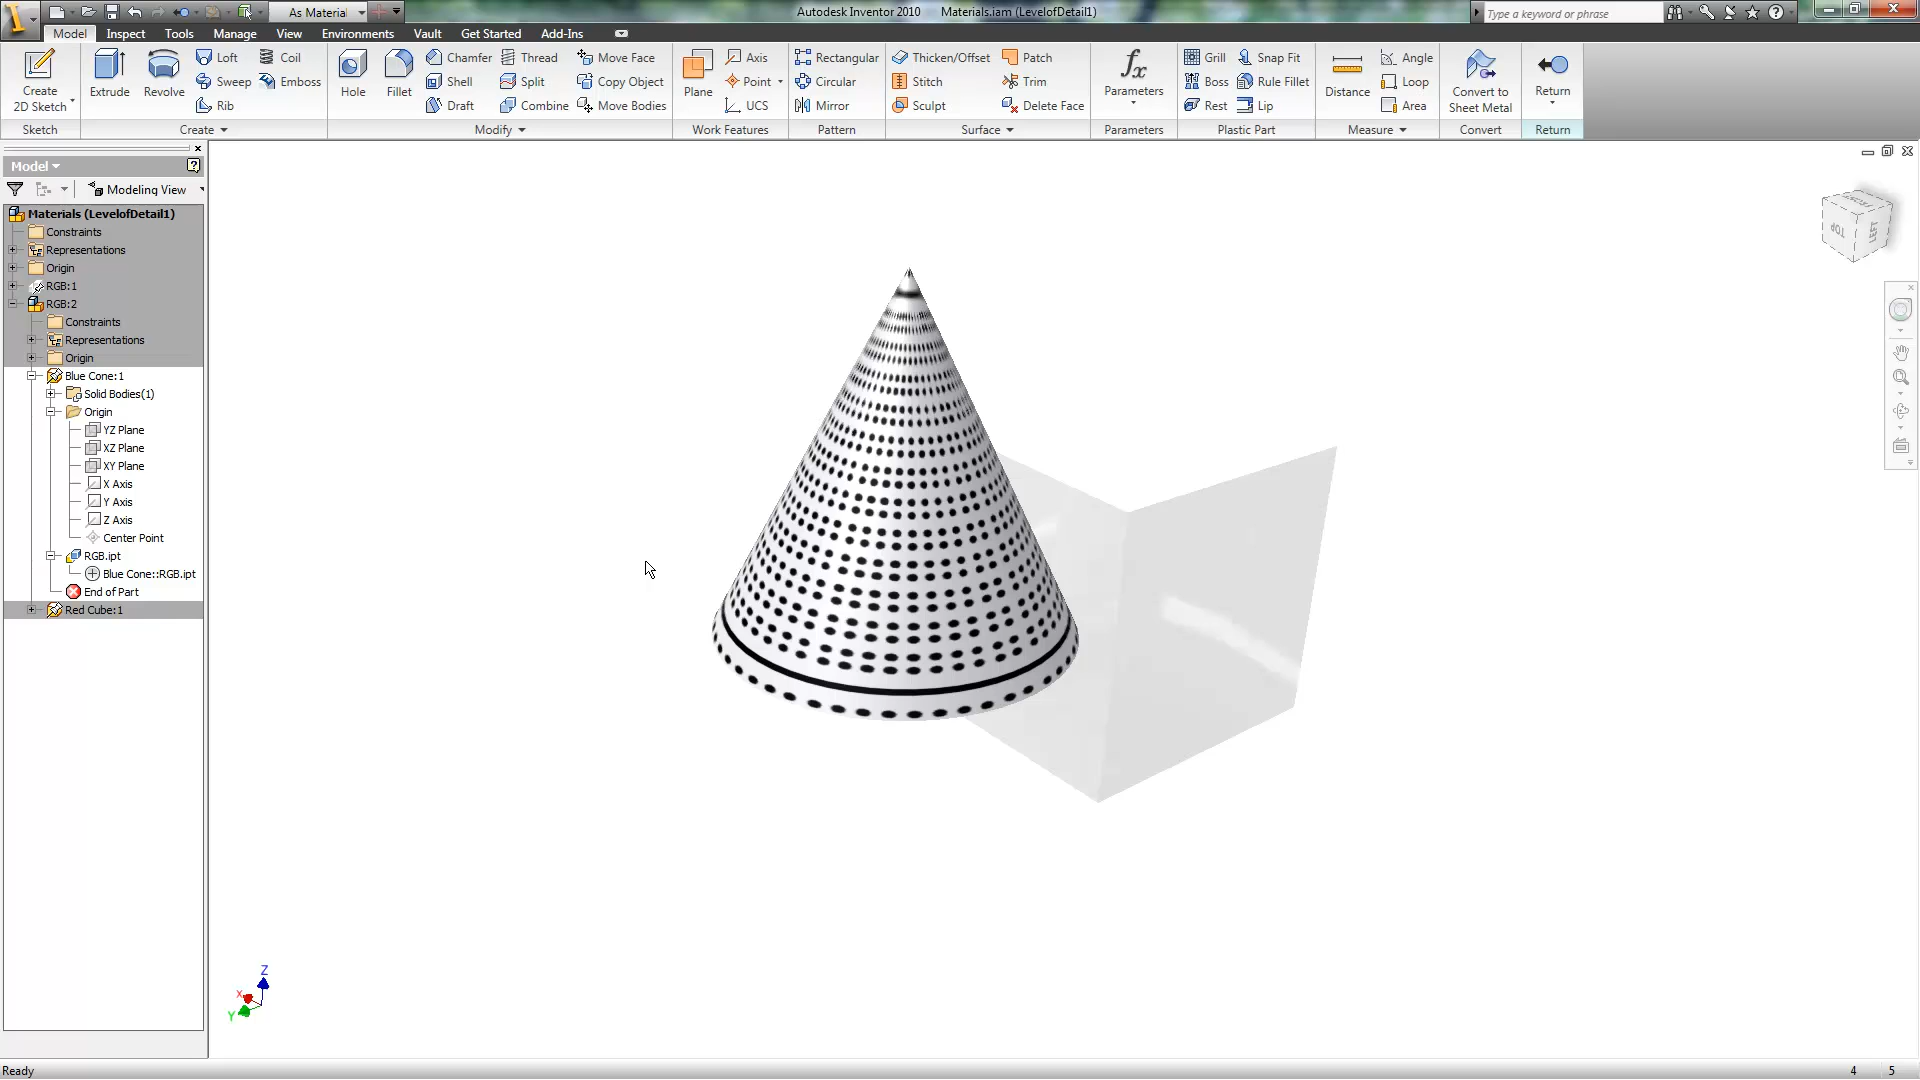 As Material
Autodesk Inventor 2010 Materials.iam (LevelofDetail1)
Type a keyword or phrase
Model Inspect Tools Manage View Environments Vault Get Started Add-Ins
Create
2D Sketch
Sketch
Extrude
Revolve
Loft
Sweep
Rib
Coil
Emboss
Create
Hole
Fillet
Chamfer
Shell
Draft
Thread
Split
Combine
Move Face
Copy Object
Move Bodies
Modify
Plane
Axis
Point
UCS
Work Features
Rectangular
Circular
Mirror
Pattern
Thicken/Offset
Stitch
Sculpt
Patch
Trim
Delete Face
Surface
fx
Parameters
Parameters
Grill
Boss
Rest
Snap Fit
Rule Fillet
Lip
Plastic Part
Distance
Angle
Loop
Area
Measure
Convert to
Sheet Metal
Convert
Return
Return
Model
Modeling View
Materials (LevelofDetail1)
Constraints
Representations
Origin
RGB:1
RGB:2
Constraints
Representations
Origin
Blue Cone:1
Solid Bodies(1)
Origin
YZ Plane
XZ Plane
XY Plane
X Axis
Y Axis
Z Axis
Center Point
RGB.ipt
Blue Cone::RGB.ipt
End of Part
Red Cube:1
TOP
LEFT
Z
X
Y
Ready
4 5